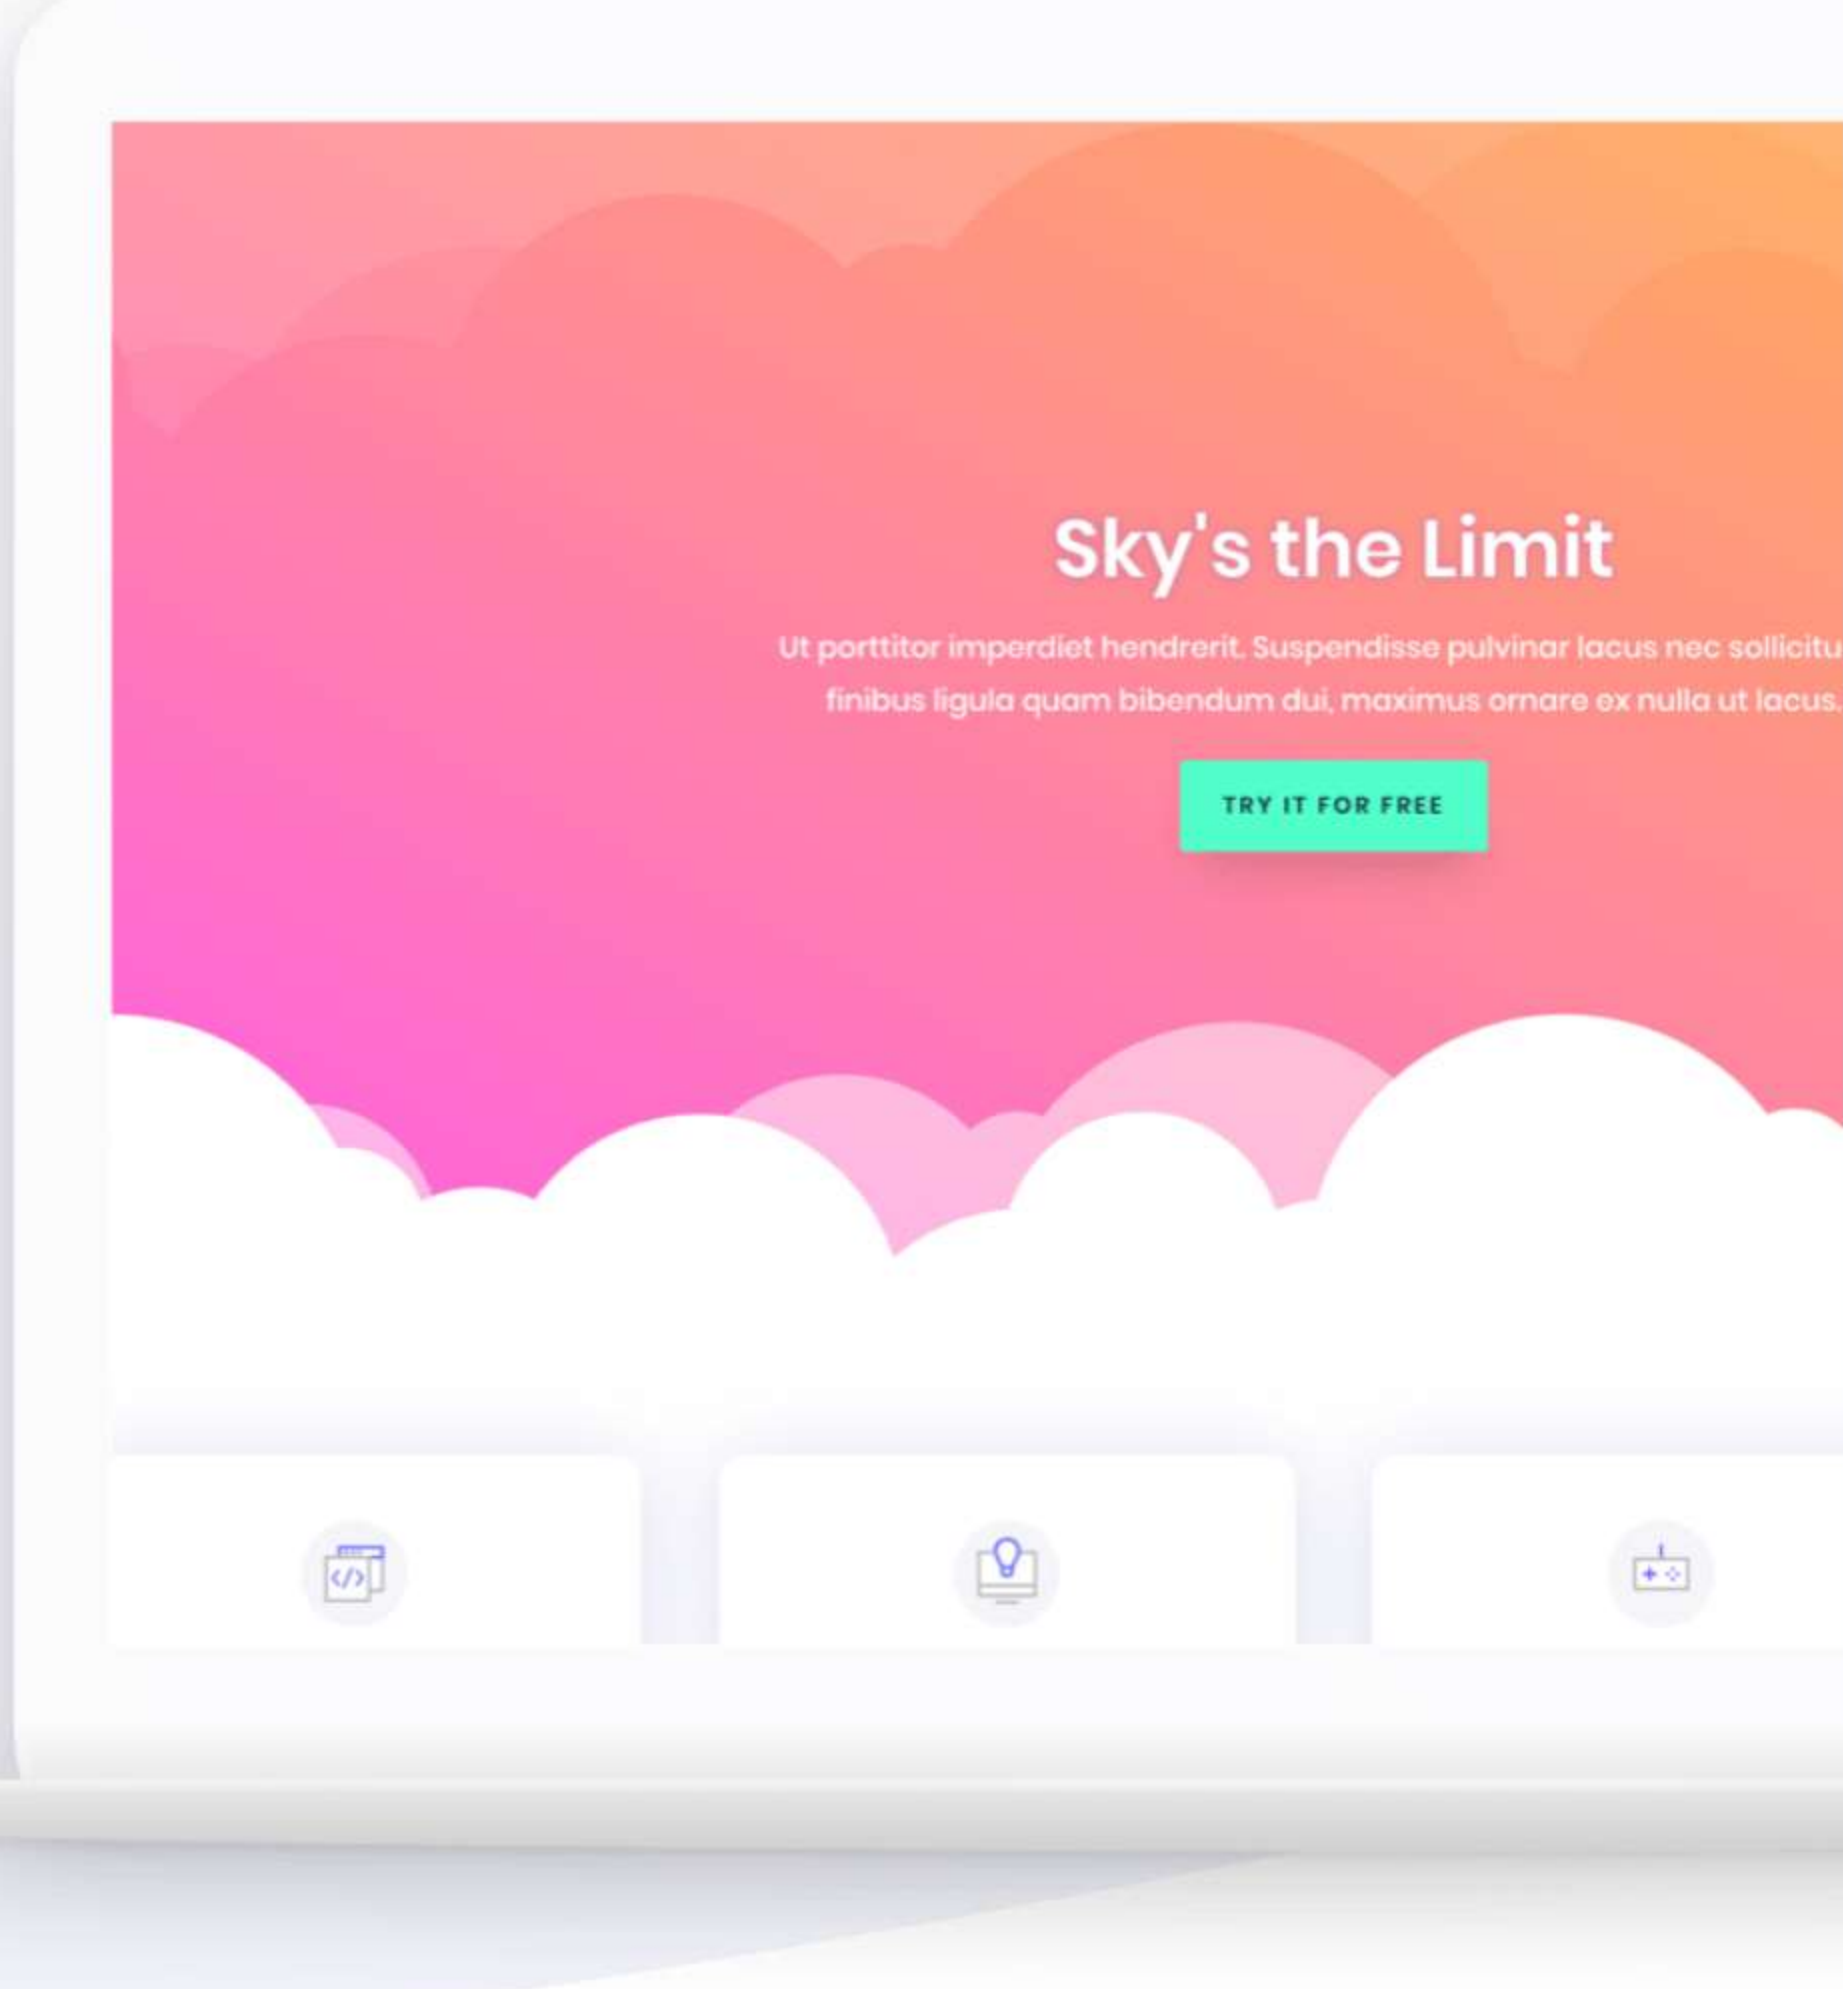 Sky's the Limit
Ut porttitor imperdiet hendrerit. Suspendisse pulvinar lacus nec sollicitu
finibus ligula quam bibendum dui, maximus ornare ex nulla ut lacus.
TRY IT FOR FREE